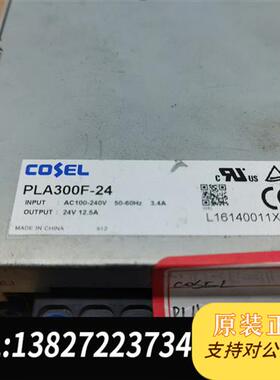 COSEL
PLA300F-24
INPUT : AC100-240V 50-60Hz 3.4A
OUTPUT : 24V 12.5A
MADE IN CHINA
L16140011X
COSEL
原装正
:13827223734
支持对公